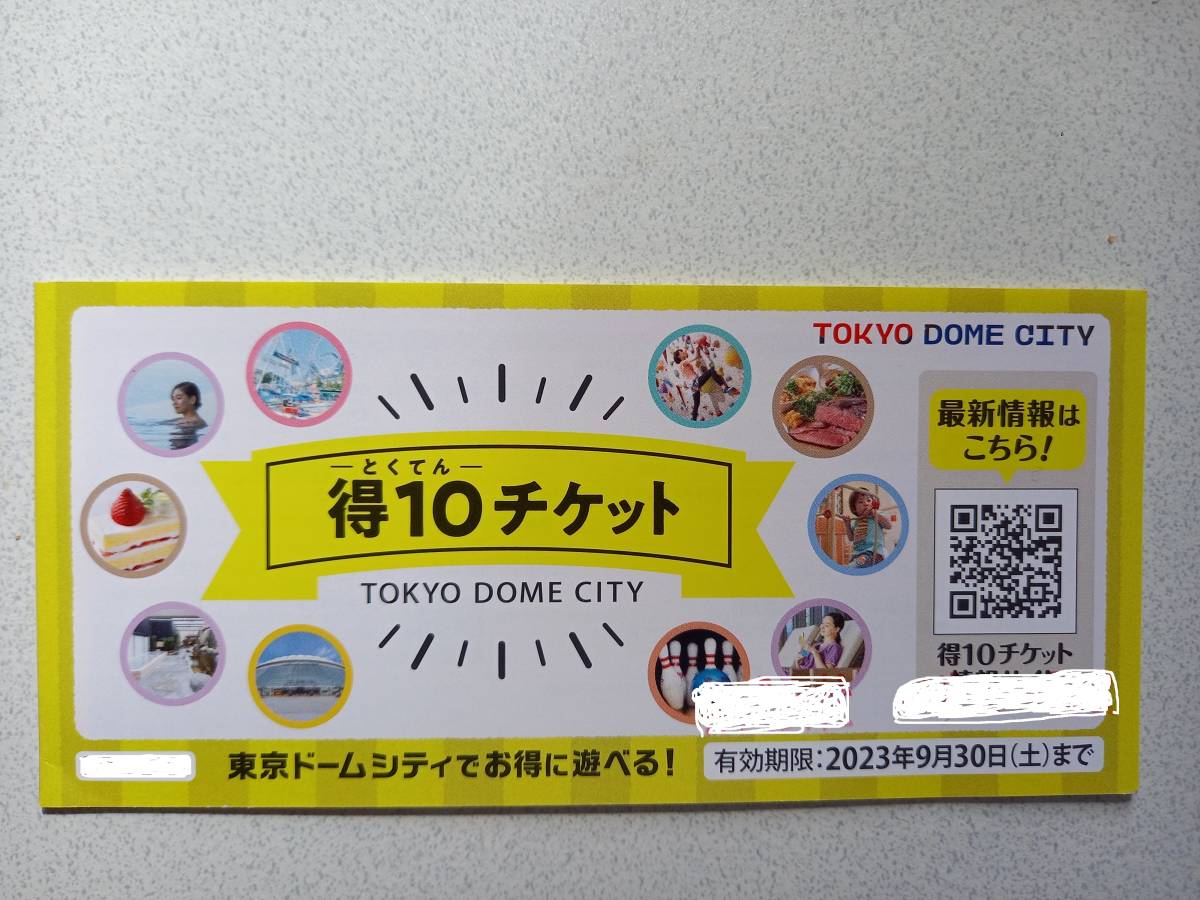 TOKYO DOME CITY
最新情報は
こちら!
―とくてん―
得10チケット
TOKYO DOME CITY
得10チケット
東京ドームシティでお得に遊べる!
有効期限:2023年9月30日(土)まで